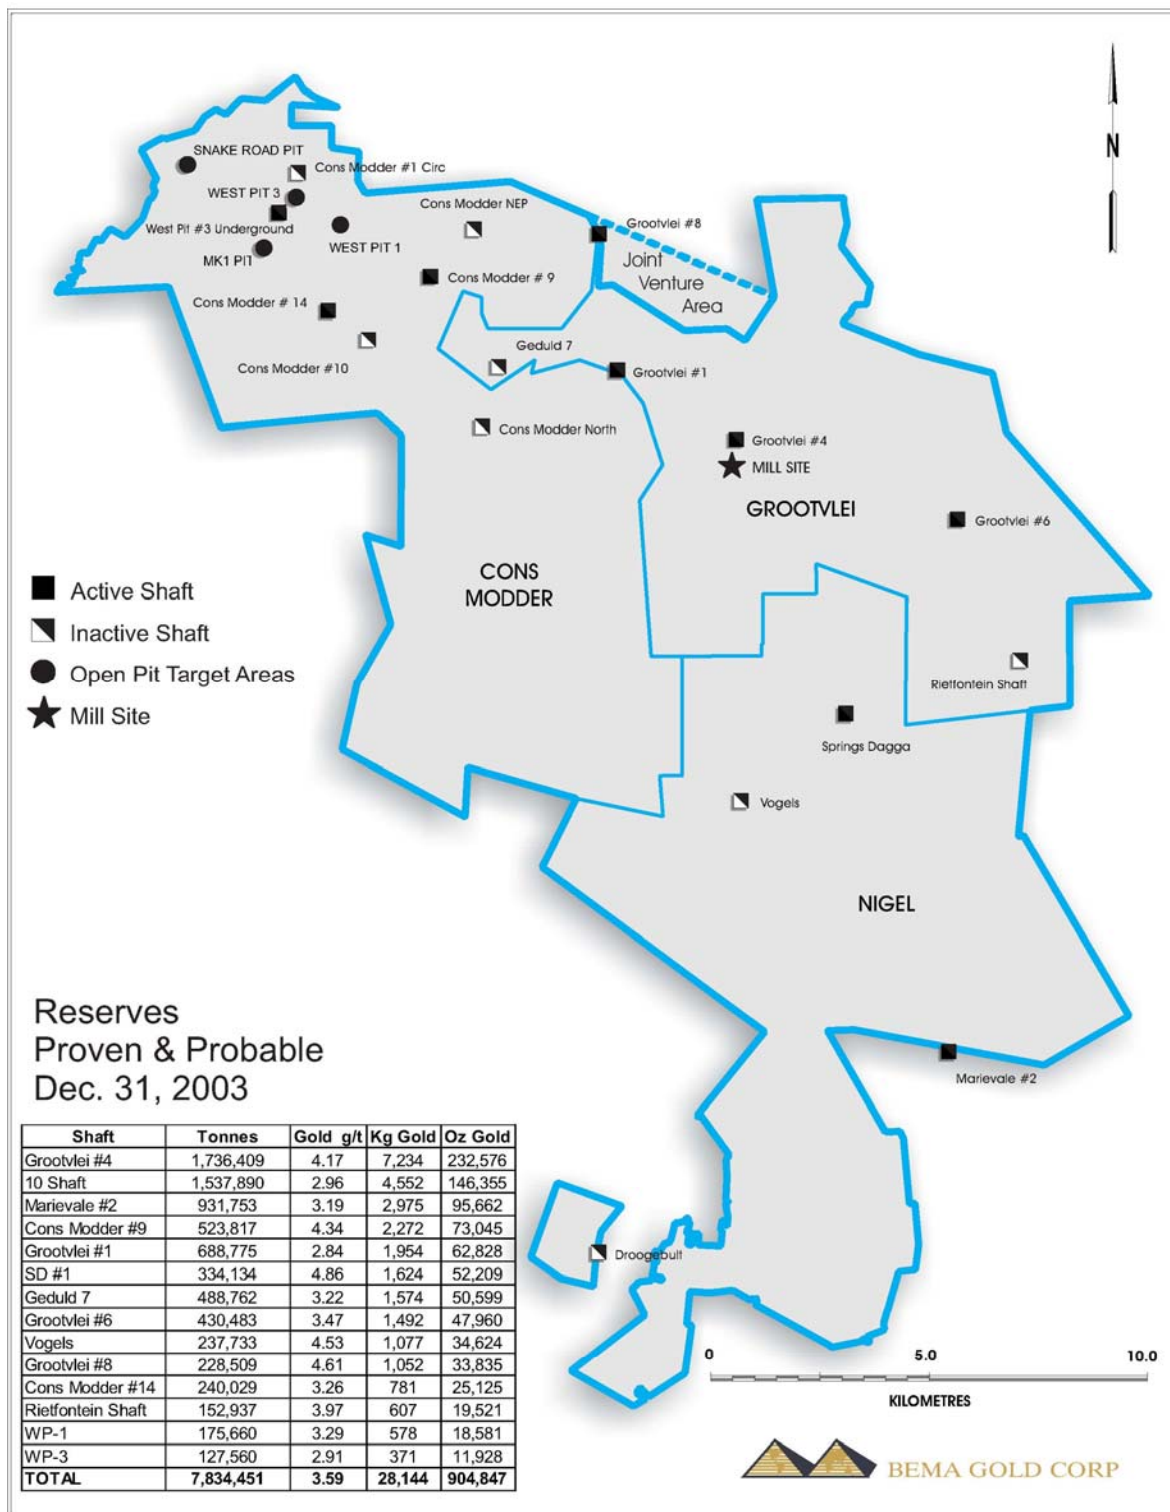 SNAKE ROAD PIT
Cons Modder #1 Circ
WEST PIT 3
West Pit #3 Underground
WEST PIT 1
MK1 PIT
Cons Modder NEP
Grootvlei #8
N
Joint
Venture
Area
Cons Modder # 9
Cons Modder # 14
Cons Modder #10
Geduld 7
Grootvlei #1
Cons Modder North
Grootvlei #4
MILL SITE
GROOTVLEI
Grootvlei #6
CONS
MODDER
Active Shaft
Inactive Shaft
Open Pit Target Areas
Mill Site
Rietfontein Shaft
Springs Dagga
Vogels
NIGEL
Marievale #2
Droogebult
Reserves
Proven & Probable
Dec. 31, 2003
Shaft Tonnes Gold g/t Kg Gold Oz Gold
Grootvlei #4 1,736,409 4.17 7,234 232,576
10 Shaft 1,537,890 2.96 4,552 146,355
Marievale #2 931,753 3.19 2,975 95,662
Cons Modder #9 523,817 4.34 2,272 73,045
Grootvlei #1 688,775 2.84 1,954 62,828
SD #1 334,134 4.86 1,624 52,209
Geduld 7 488,762 3.22 1,574 50,599
Grootvlei #6 430,483 3.47 1,492 47,960
Vogels 237,733 4.53 1,077 34,624
Grootvlei #8 228,509 4.61 1,052 33,835
Cons Modder #14 240,029 3.26 781 25,125
Rietfontein Shaft 152,937 3.97 607 19,521
WP-1 175,660 3.29 578 18,581
WP-3 127,560 2.91 371 11,928
TOTAL 7,834,451 3.59 28,144 904,847
0 5.0 10.0
KILOMETRES
BEMA GOLD CORP